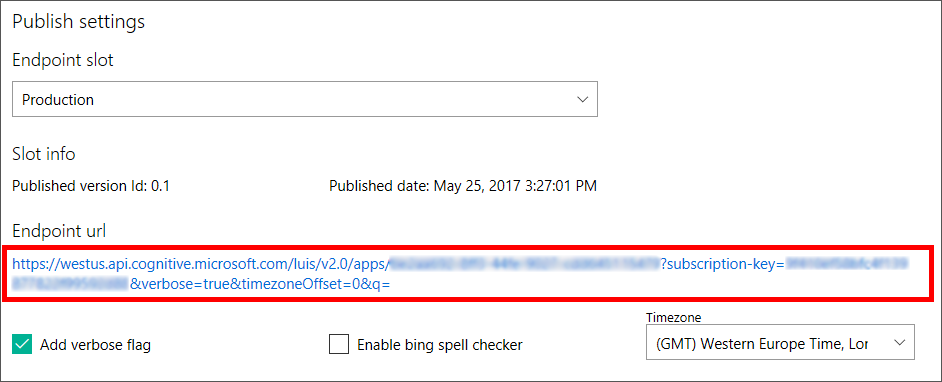 Publish settings
Endpoint slot
Production
Slot info
Published version Id: 0.1 Published date: May 25, 2017 3:27:01 PM
Endpoint url
https://westus.api.cognitive.microsoft.com/luis/v2.0/apps/ ?subscription-key=
&verbose=true&timezoneOffset=0&q=
Timezone
Add verbose flag Enable bing spell checker (GMT) Western Europe Time, Lor